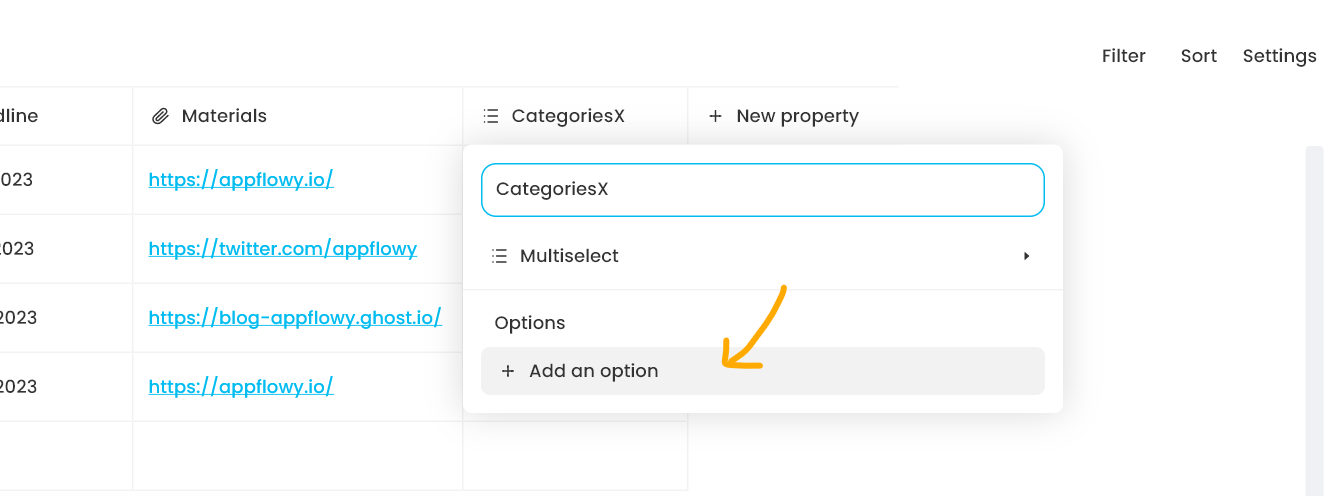 Filter Sort Settings
dline Materials CategoriesX + New property
023 https://appflowy.io/
CategoriesX
2023 https://twitter.com/appflowy
Multiselect
2023 https://blog-appflowy.ghost.io/
Options
+ Add an option
2023 https://appflowy.io/